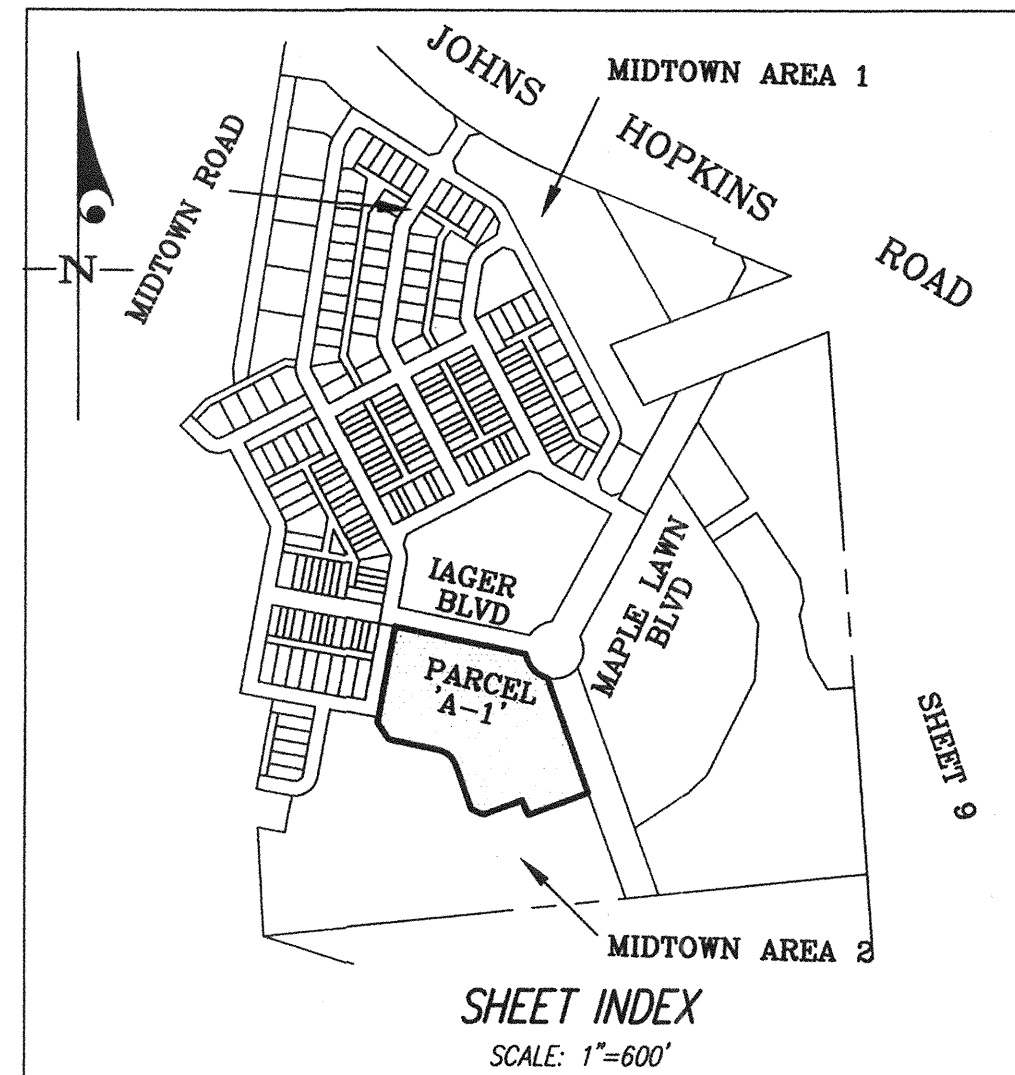 JOHNS
HOPKINS
ROAD
MIDTOWN AREA 1
MIDTOWN ROAD
N
IAGER
BLVD
MAPLE LAWN
BLVD
PARCEL
'A-1'
SHEET 9
MIDTOWN AREA 2
SHEET INDEX
SCALE: 1"=600'